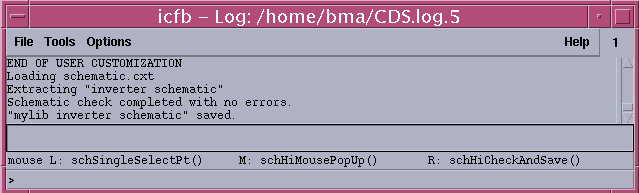 icfb – Log: /home/bma/CDS.log.5
File Tools Options Help 1
END OF USER CUSTOMIZATION
Loading schematic.cxt
Extracting "inverter schematic"
Schematic check completed with no errors.
"mylib inverter schematic" saved.
mouse L: schSingleSelectPt() M: schHiMousePopUp() R: schHiCheckAndSave()
>